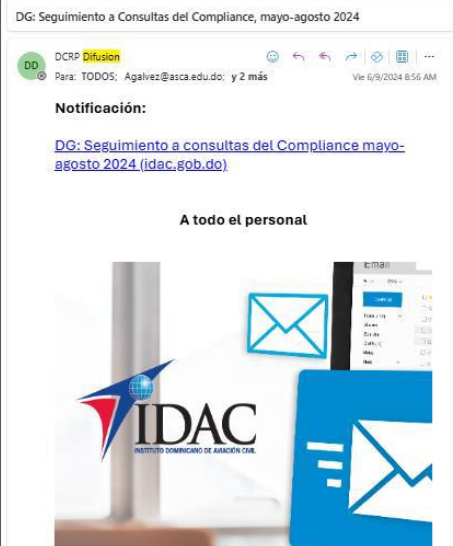 DG: Seguimiento a Consultas del Compliance, mayo-agosto 2024
DD
DCRP Difusion
Para: TODOS; Agalvez@asca.edu.do; y 2 más
Vie 6/9/2024 8:56 AM
Notificación:
DG: Seguimiento a consultas del Compliance mayo-
agosto 2024 (idac.gob.do)
A todo el personal
Email
IDAC
INSTITUTO DOMINICANO DE AVIACIÓN CIVIL